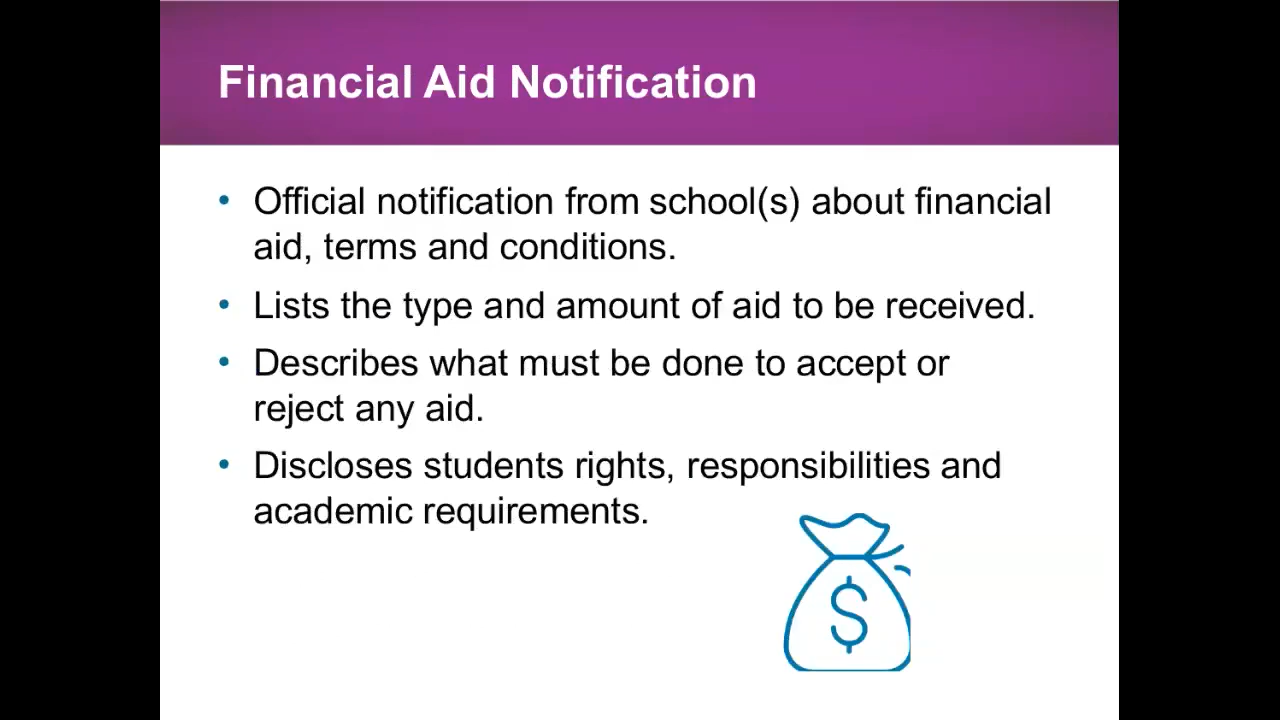 Financial Aid Notification
• Official notification from school(s) about financial
aid, terms and conditions.
• Lists the type and amount of aid to be received.
• Describes what must be done to accept or
reject any aid.
• Discloses students rights, responsibilities and
academic requirements.
$